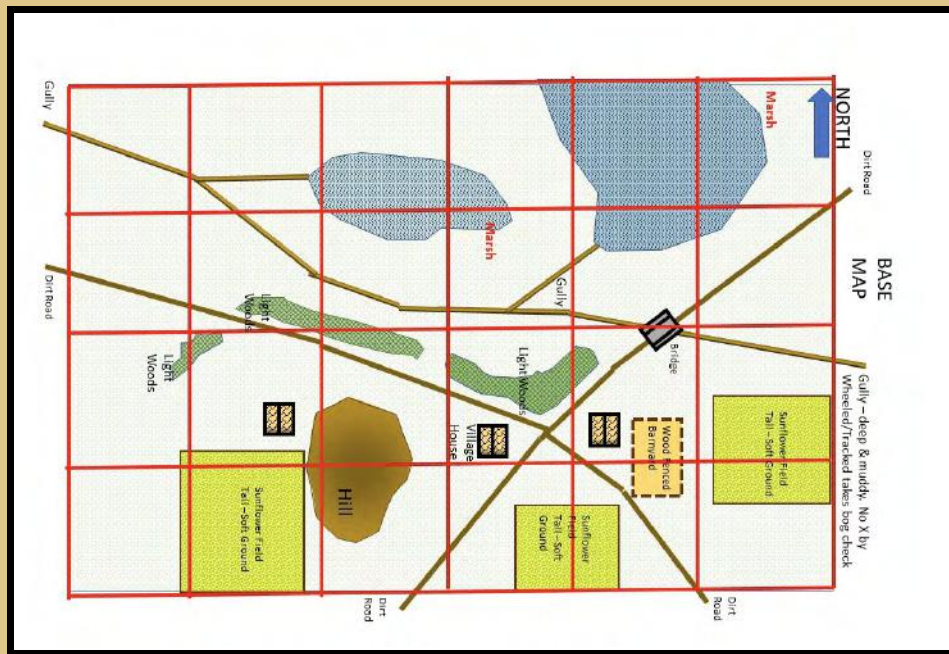 BASE
MAP
NORTH
Marsh
Dirt Road
Gully
Marsh
Gully
Dirt Road
Light
Woods
Light
Woods
Light Woods
Bridge
Gully – deep & muddy. No X by
Wheeled/Tracked takes bog check
Sunflower Field
Tall – Soft Ground
Wood Fenced
Barnyard
Village
House
Hill
Sunflower
Field
Tall – Soft
Ground
Sunflower Field
Tall – Soft Ground
Dirt
Road
Dirt
Road